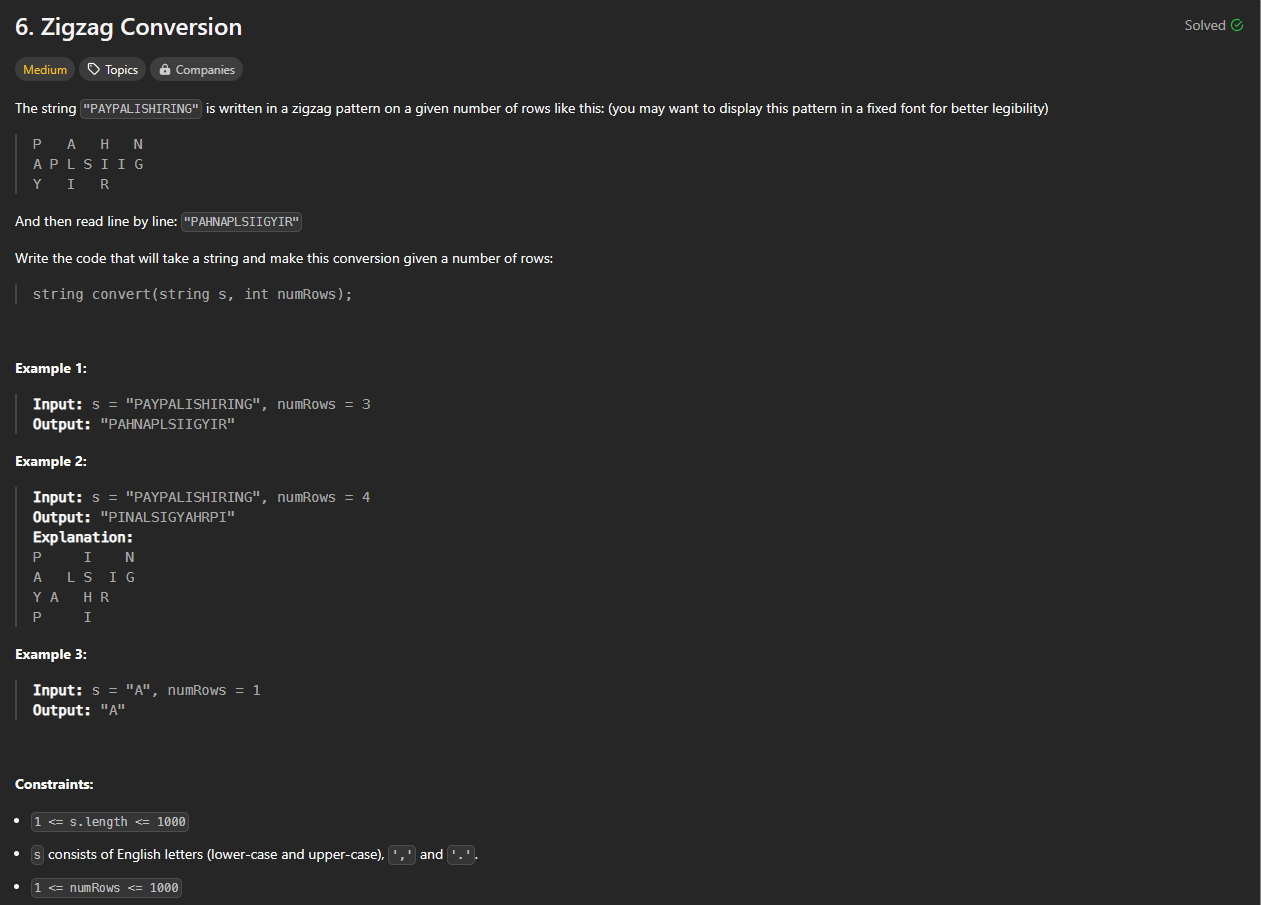 6. Zigzag Conversion
Solved
Medium Topics Companies
The string "PAYPALISHIRING" is written in a zigzag pattern on a given number of rows like this: (you may want to display this pattern in a fixed font for better legibility)
P   A   H   N
A P L S I I G
Y   I   R
And then read line by line: "PAHNAPLSIIGYIR"
Write the code that will take a string and make this conversion given a number of rows:
string convert(string s, int numRows);
Example 1:
Input: s = "PAYPALISHIRING", numRows = 3
Output: "PAHNAPLSIIGYIR"
Example 2:
Input: s = "PAYPALISHIRING", numRows = 4
Output: "PINALSIGYAHRPI"
Explanation:
P     I    N
A   L S  I G
Y A   H R
P     I
Example 3:
Input: s = "A", numRows = 1
Output: "A"
Constraints:
• 1 <= s.length <= 1000
• s consists of English letters (lower-case and upper-case), ',' and '.'.
• 1 <= numRows <= 1000